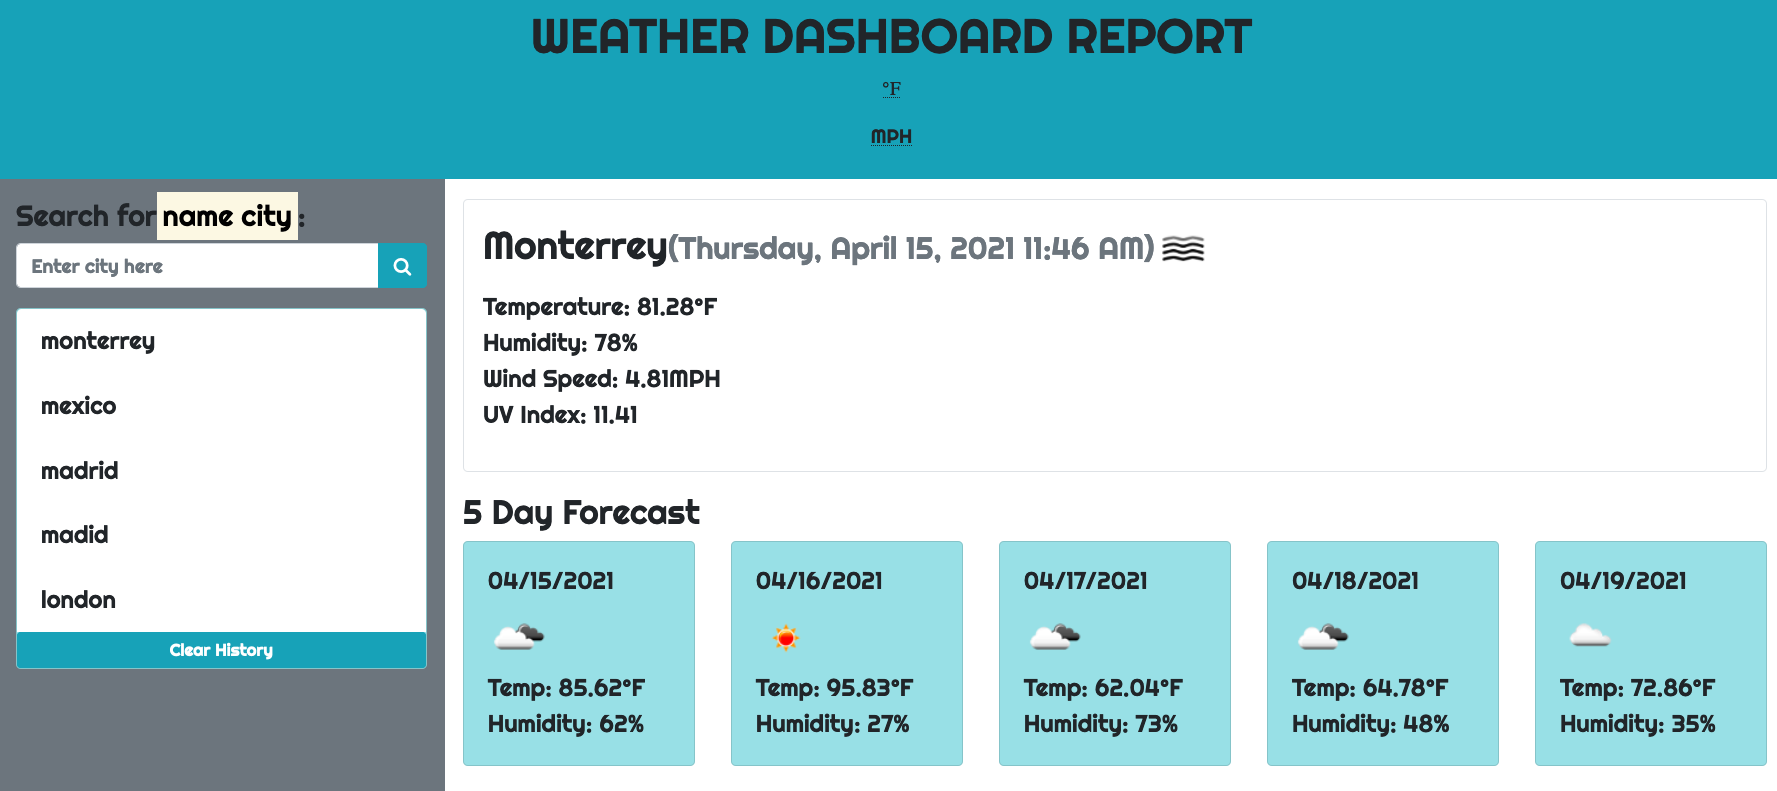 WEATHER DASHBOARD REPORT
°F
MPH
Search for name city :
Enter city here
monterrey
mexico
madrid
madid
london
Clear History
Monterrey(Thursday, April 15, 2021 11:46 AM)
Temperature: 81.28°F
Humidity: 78%
Wind Speed: 4.81MPH
UV Index: 11.41
5 Day Forecast
04/15/2021
Temp: 85.62°F
Humidity: 62%
04/16/2021
Temp: 95.83°F
Humidity: 27%
04/17/2021
Temp: 62.04°F
Humidity: 73%
04/18/2021
Temp: 64.78°F
Humidity: 48%
04/19/2021
Temp: 72.86°F
Humidity: 35%